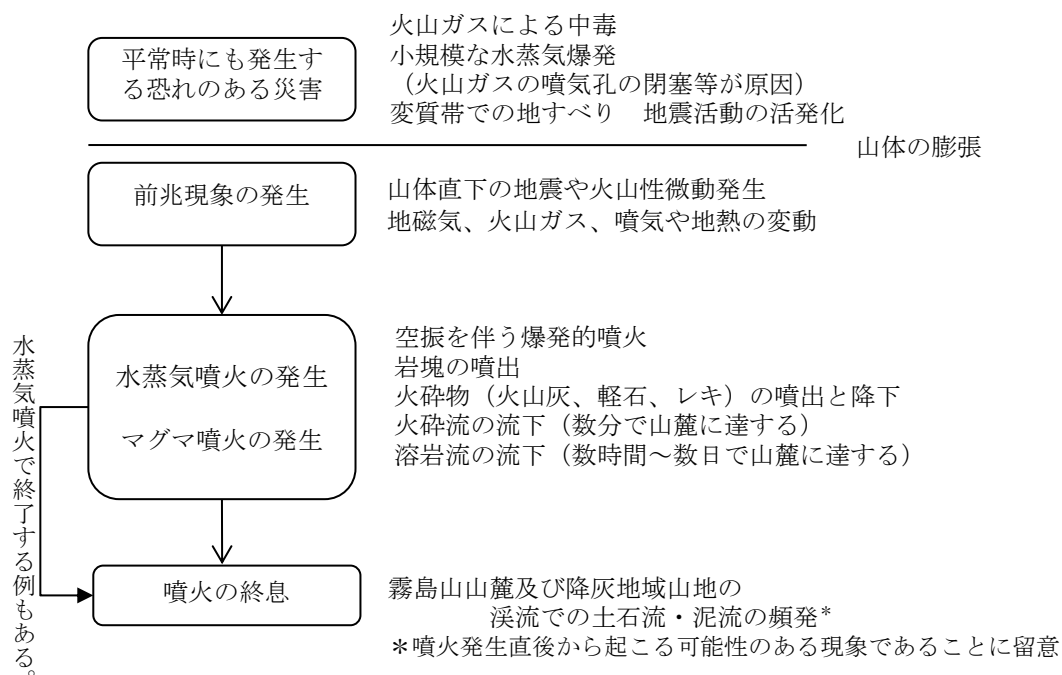 平常時にも発生す
る恐れのある災害
火山ガスによる中毒
小規模な水蒸気爆発
（火山ガスの噴気孔の閉塞等が原因）
変質帯での地すべり　地震活動の活発化
山体の膨張
前兆現象の発生
山体直下の地震や火山性微動発生
地磁気、火山ガス、噴気や地熱の変動
水蒸気噴火の発生
マグマ噴火の発生
空振を伴う爆発的噴火
岩塊の噴出
火砕物（火山灰、軽石、レキ）の噴出と降下
火砕流の流下（数分で山麓に達する）
溶岩流の流下（数時間～数日で山麓に達する）
水蒸気噴火で終了する例もある。
噴火の終息
霧島山山麓及び降灰地域山地の
渓流での土石流・泥流の頻発*
＊噴火発生直後から起こる可能性のある現象であることに留意